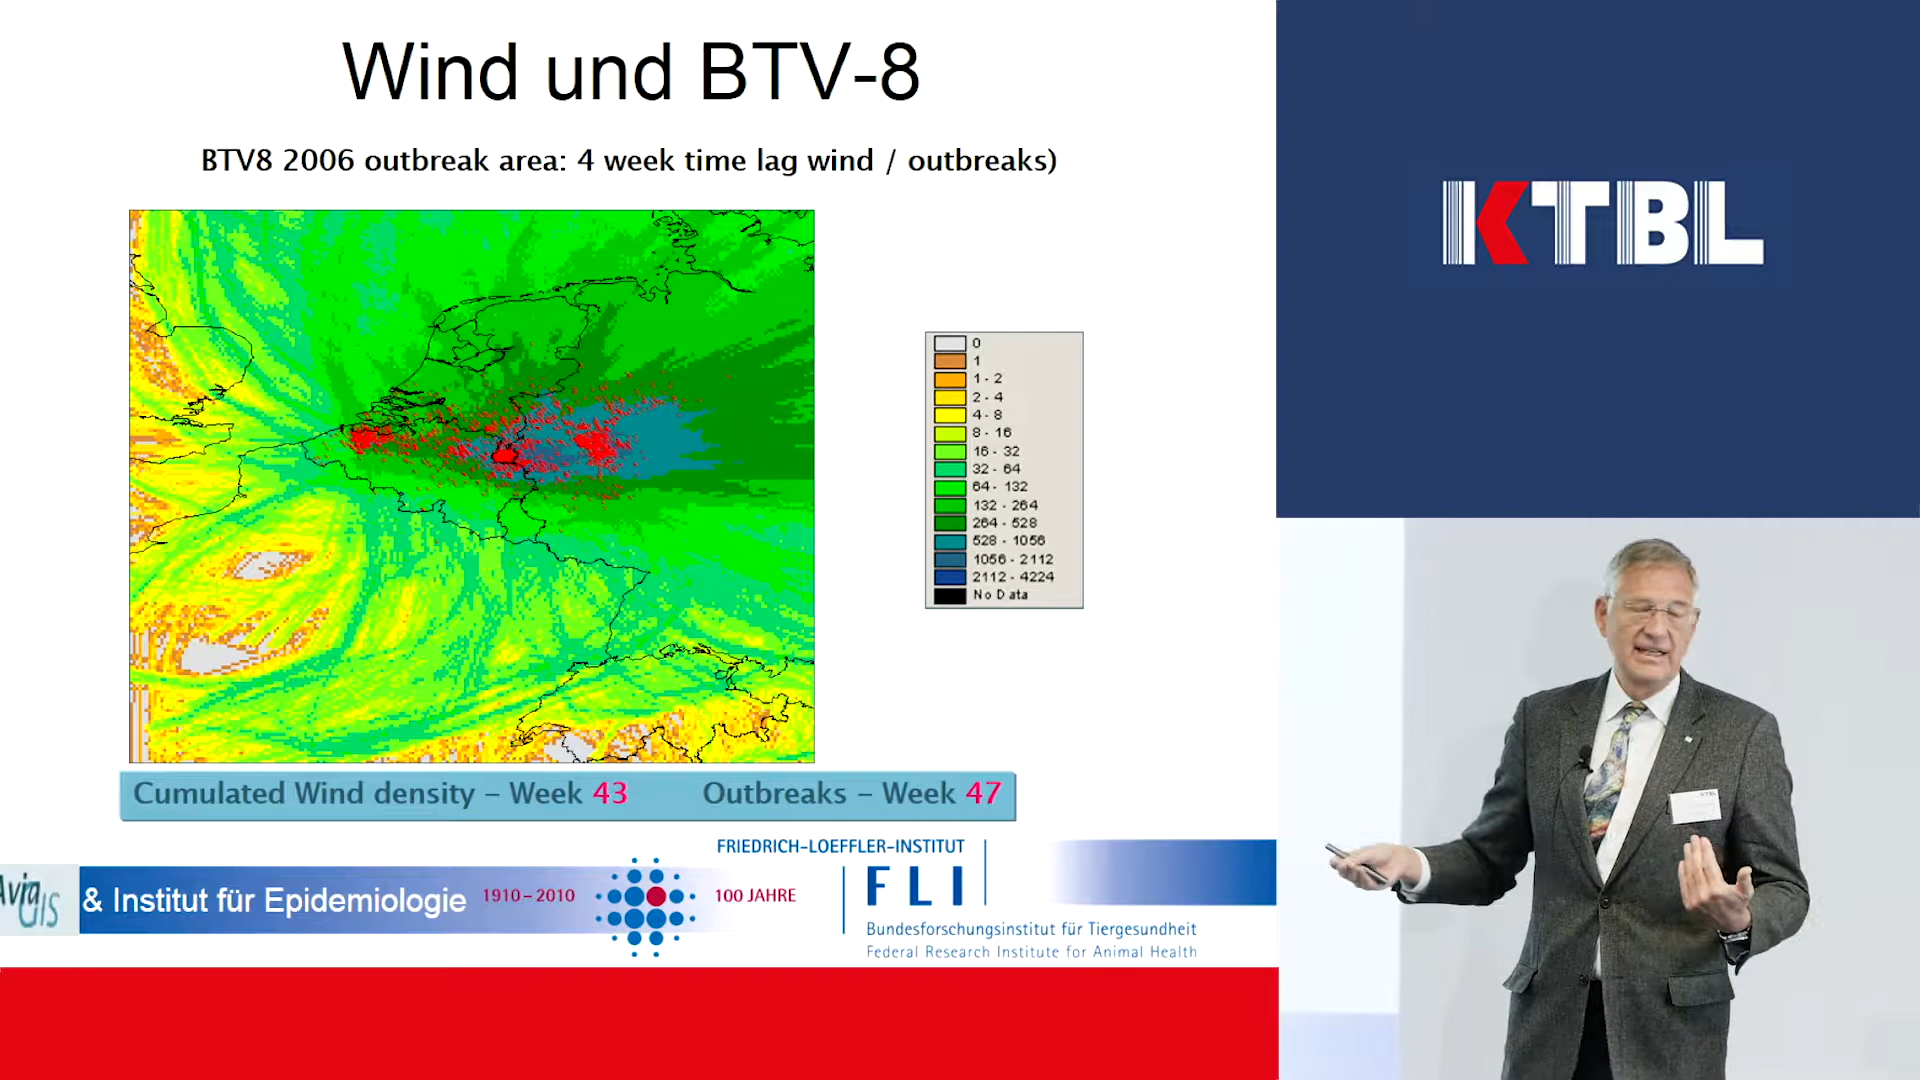 Wind und BTV-8
BTV8 2006 outbreak area: 4 week time lag wind / outbreaks)
0
1
1 - 2
2 - 4
4 - 8
8 - 16
16 - 32
32 - 64
64 - 132
132 - 264
264 - 528
528 - 1056
1056 - 2112
2112 - 4224
No Data
Cumulated Wind density – Week 43 Outbreaks – Week 47
Avia GIS
& Institut für Epidemiologie
1910–2010
100 JAHRE
FRIEDRICH-LOEFFLER-INSTITUT
FLI
Bundesforschungsinstitut für Tiergesundheit
Federal Research Institute for Animal Health
KTBL
KTBL